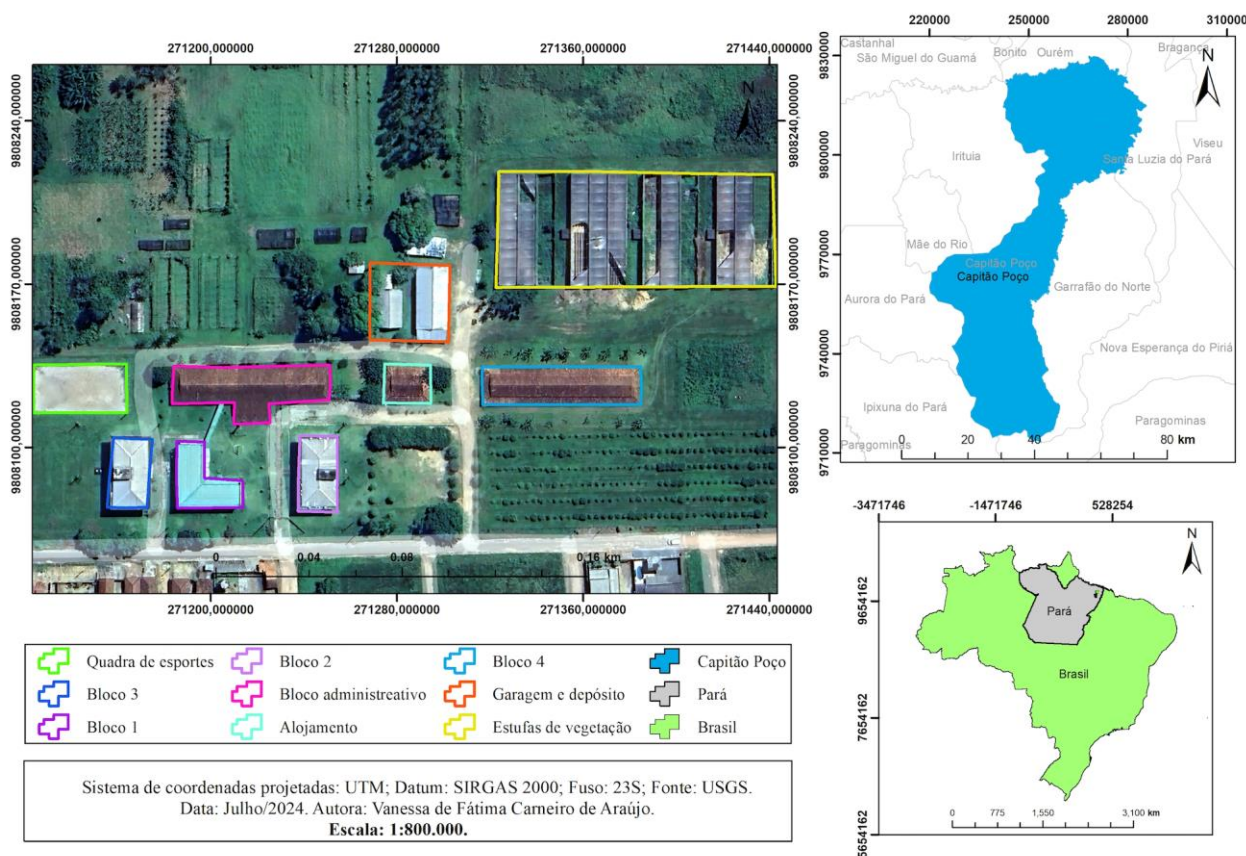 271200,000000 271280,000000 271360,000000 271440,000000
9808240,000000
9808170,000000
9808100,000000
N
0 0.04 0.08 0.16 km
9808240,000000
9808170,000000
9808100,000000
271200,000000 271280,000000 271360,000000 271440,000000
220000 250000 280000 310000
9830000
9800000
9770000
9740000
9710000
Castanhal
São Miguel do Guamá
Bonito
Ourém
Bragança
N
Viseu
Irituia
Santa Luzia do Pará
Mãe do Rio
Capitão Poço
Capitão Poço
Aurora do Pará
Garrafão do Norte
Nova Esperança do Piriá
Ipixuna do Pará
Paragominas
Paragominas
0 20 40 80 km
-3471746 -1471746 528254
9654162
7654162
5654162
N
Pará
Brasil
0 775 1,550 3,100 km
Quadra de esportes
Bloco 2
Bloco 4
Capitão Poço
Bloco 3
Bloco administreativo
Garagem e depósito
Pará
Bloco 1
Alojamento
Estufas de vegetação
Brasil
Sistema de coordenadas projetadas: UTM; Datum: SIRGAS 2000; Fuso: 23S; Fonte: USGS.
Data: Julho/2024. Autora: Vanessa de Fátima Carneiro de Araújo.
Escala: 1:800.000.